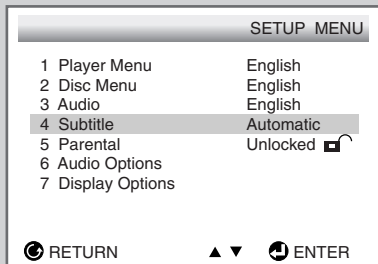 SETUP MENU
1 Player Menu English
2 Disc Menu English
3 Audio English
4 Subtitle Automatic
5 Parental Unlocked
6 Audio Options
7 Display Options
RETURN ▲ ▼ ENTER